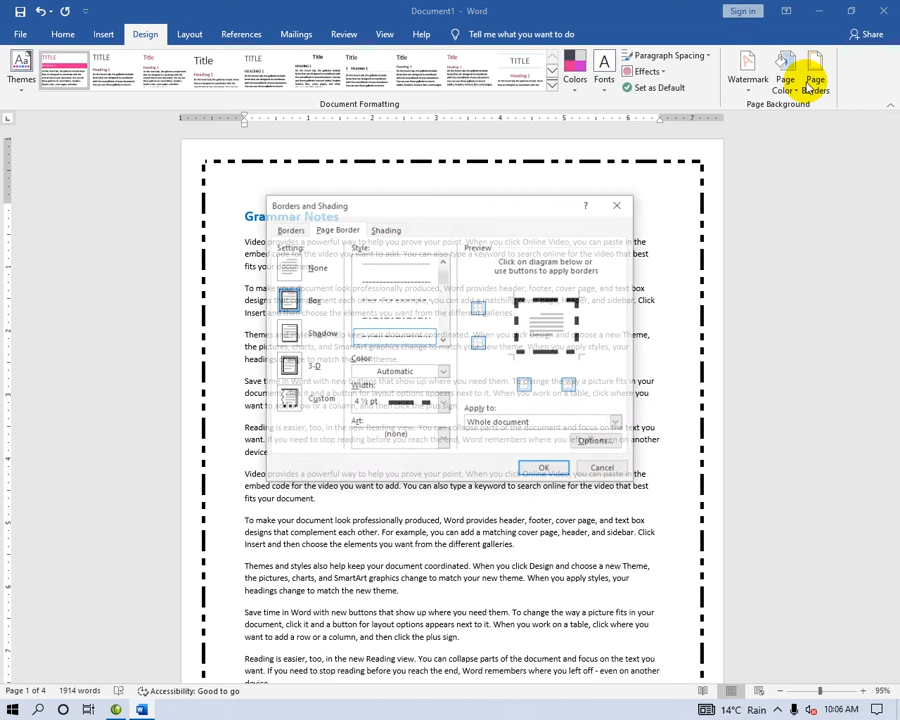 Document1 - Word
Sign in
File Home Insert Design Layout References Mailings Review View Help Tell me what you want to do Share
Themes
TITLE Title Title Title TITLE
Colors
Fonts
Paragraph Spacing
Effects
Set as Default
Watermark
Page Color
Page Borders
Document Formatting
Page Background
1 1 2 3 4 5 6 7
Grammar Notes
Video provides a powerful way to help you prove your point. When you click Online Video, you can paste in the
embed code for the video you want to add. You can also type a keyword to search online for the video that best
fits your document.
To make your document look professionally produced, Word provides header, footer, cover page, and text box
designs that complement each other. For example, you can add a matching cover page, header, and sidebar. Click
Insert and then choose the elements you want from the different galleries.
Themes and styles also help keep your document coordinated. When you click Design and choose a new Theme,
the pictures, charts, and SmartArt graphics change to match your new theme. When you apply styles,
headings change to match the new theme.
Save time in Word with new buttons that show up where you need them. To change the way a picture fits in your
document, click it and a button for layout options appears next to it. When you work on a table, click where you
want to add a row or a column, and then click the plus sign.
Reading is easier, too, in the new Reading view. You can collapse parts of the document and focus on the text you
want. If you need to stop reading before you reach the end, Word remembers where you left off - even on another
device.
Borders and Shading
? ×
Borders Page Border Shading
Setting:
None
Box
Shadow
3-D
Custom
Style:
Color:
Automatic
Width:
4 ½ pt
Art:
(none)
Preview
Click on diagram below or
use buttons to apply borders
Apply to:
Whole document
Options...
OK Cancel
Video provides a powerful way to help you prove your point. When you click Online Video, you can paste in the
embed code for the video you want to add. You can also type a keyword to search online for the video that best
fits your document.
To make your document look professionally produced, Word provides header, footer, cover page, and text box
designs that complement each other. For example, you can add a matching cover page, header, and sidebar. Click
Insert and then choose the elements you want from the different galleries.
Themes and styles also help keep your document coordinated. When you click Design and choose a new Theme,
the pictures, charts, and SmartArt graphics change to match your new theme. When you apply styles, your
headings change to match the new theme.
Save time in Word with new buttons that show up where you need them. To change the way a picture fits in your
document, click it and a button for layout options appears next to it. When you work on a table, click where you
want to add a row or a column, and then click the plus sign.
Reading is easier, too, in the new Reading view. You can collapse parts of the document and focus on the text you
want. If you need to stop reading before you reach the end, Word remembers where you left off - even on another
device.
Page 1 of 4 1914 words Accessibility: Good to go 95%
14°C Rain 10:06 AM